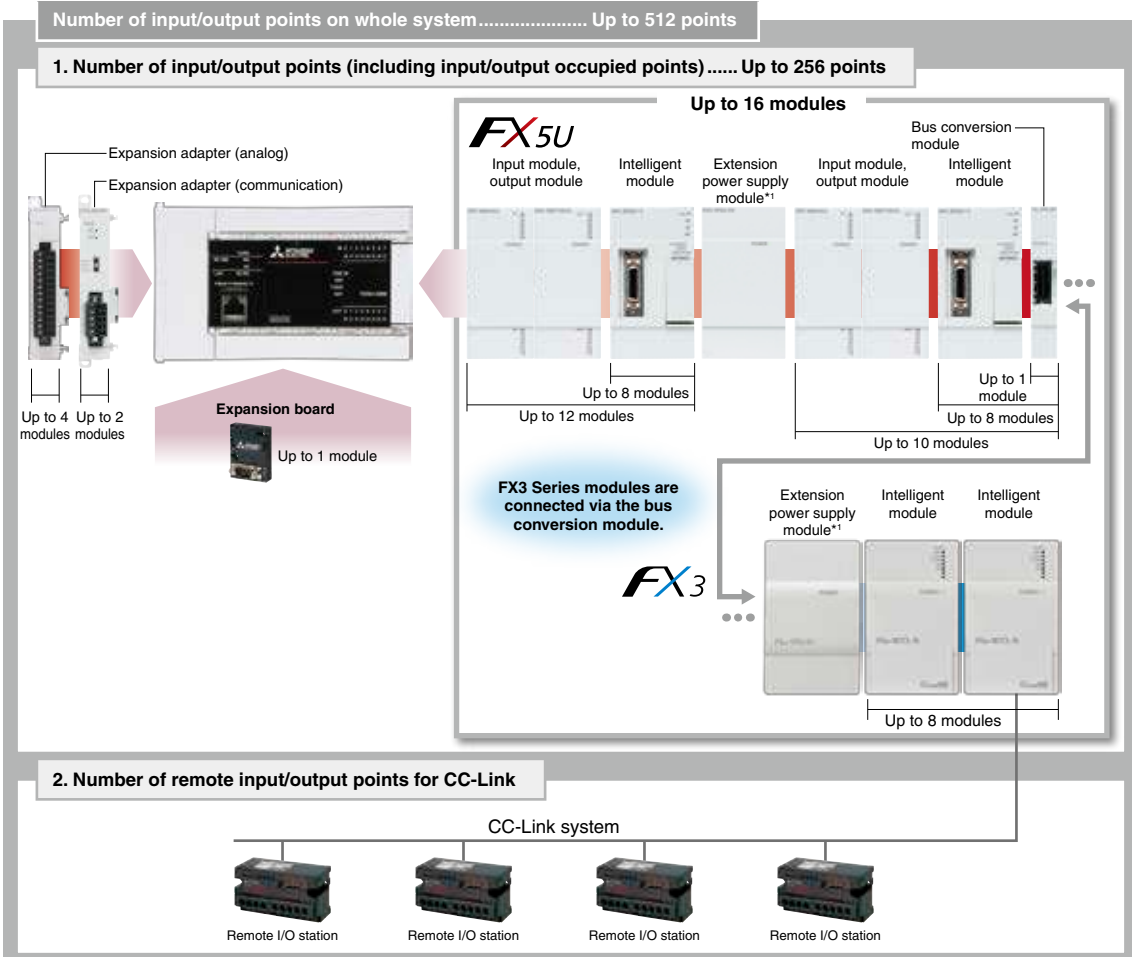 Number of input/output points on whole system..................... Up to 512 points
1. Number of input/output points (including input/output occupied points)...... Up to 256 points
Up to 16 modules
FX5U
Bus conversion
module
Expansion adapter (analog)
Expansion adapter (communication)
Input module,
output module
Intelligent
module
Extension
power supply
module*1
Input module,
output module
Intelligent
module
Up to 4
modules
Up to 2
modules
Expansion board
Up to 1 module
Up to 8 modules
Up to 12 modules
Up to 1
module
Up to 8 modules
Up to 10 modules
FX3 Series modules are
connected via the bus
conversion module.
FX3
Extension
power supply
module*1
Intelligent
module
Intelligent
module
Up to 8 modules
2. Number of remote input/output points for CC-Link
CC-Link system
Remote I/O station
Remote I/O station
Remote I/O station
Remote I/O station